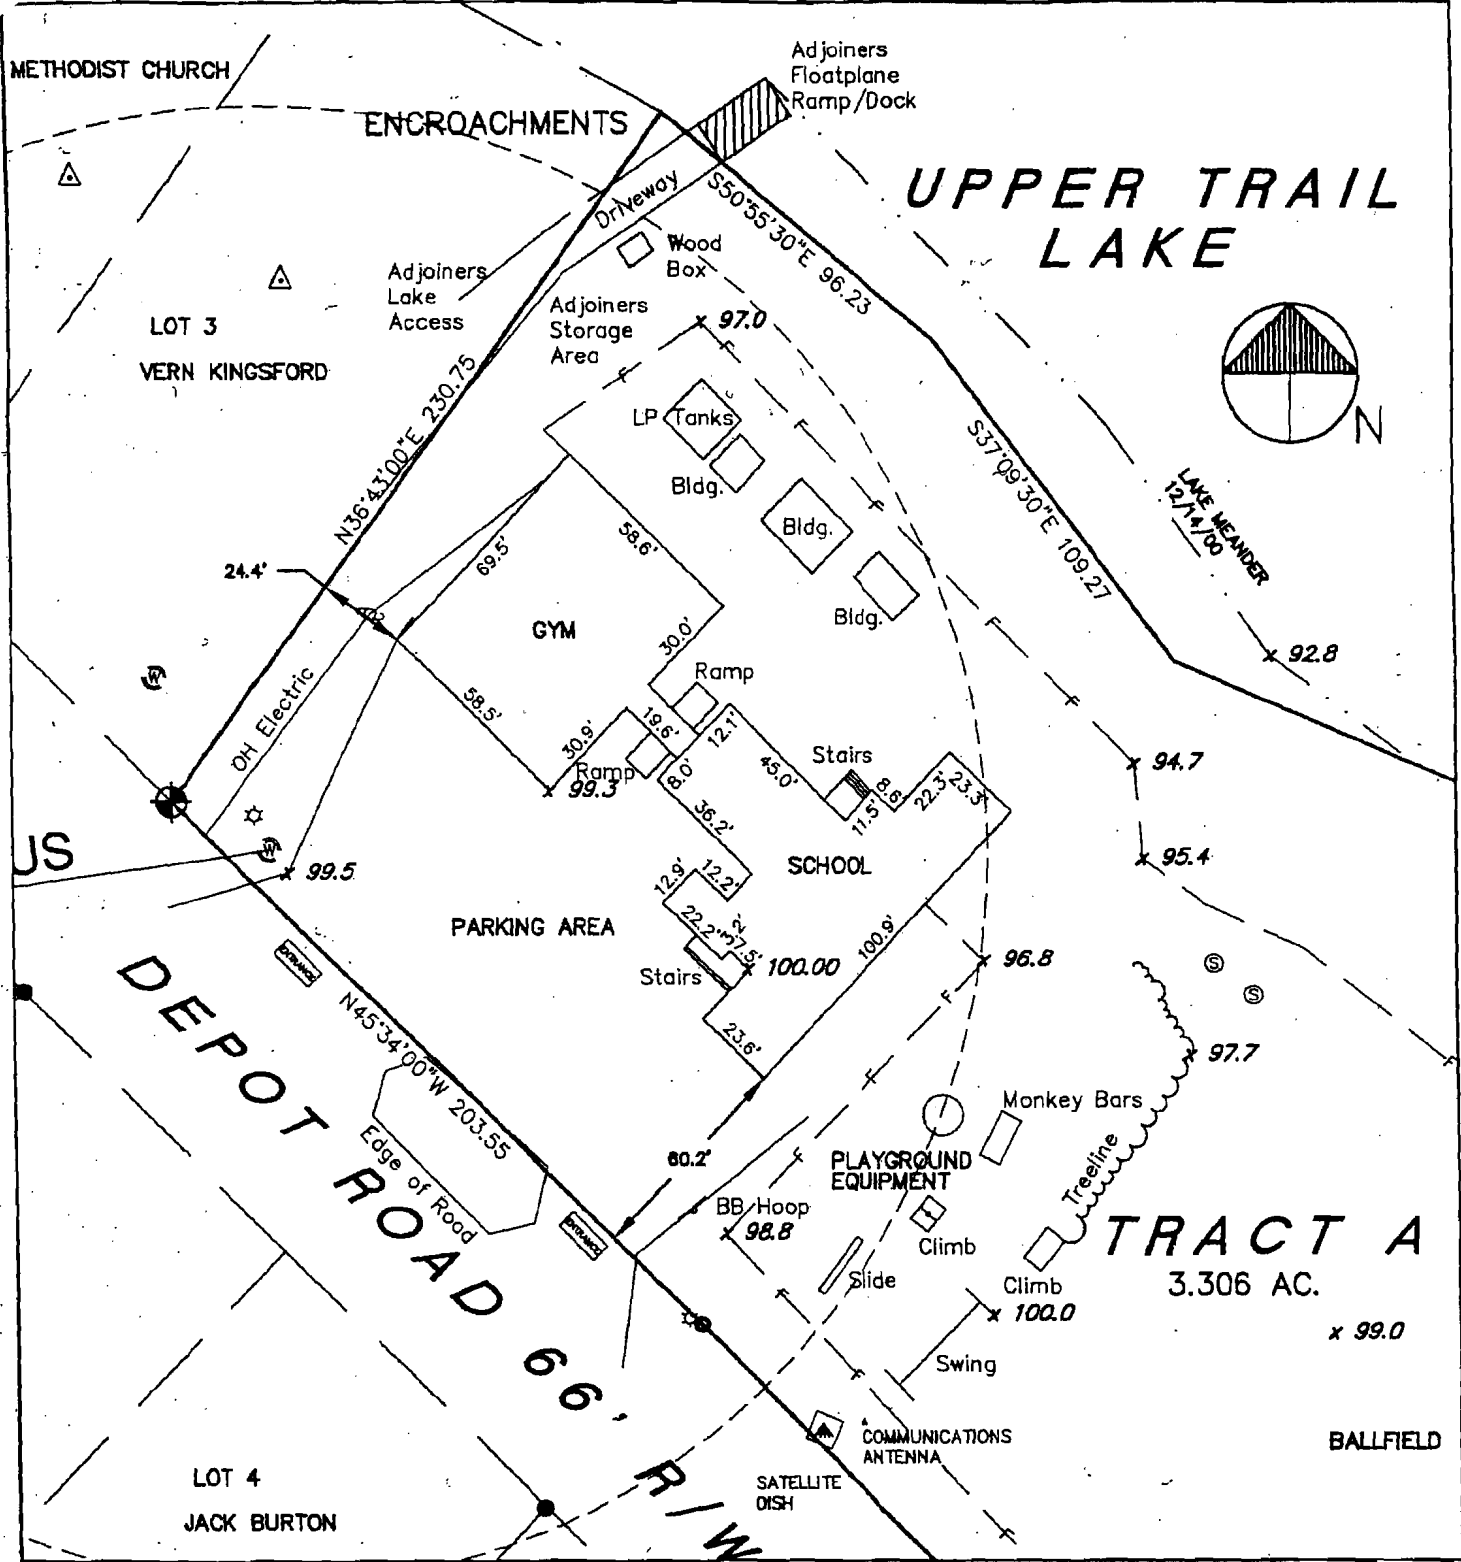 METHODIST CHURCH
ENCROACHMENTS
Adjoiners
Floatplane
Ramp/Dock
UPPER TRAIL
LAKE
Driveway
S50°55'30"E 96.23
Wood
Box
Adjoiners
Lake
Access
Adjoiners
Storage
Area
LOT 3
VERN KINGSFORD
97.0
N36°43'00"E 230.75
LP Tanks
Bldg.
Bldg.
Bldg.
N
S37°09'30"E 109.27
LAKE MEANDER
12/14/00
24.4'
69.5'
58.6'
GYM
30.0'
58.5'
92.8
OH Electric
Ramp
19.6'
30.9'
Ramp
99.3
12.1'
8.0'
45.0'
Stairs
11.5'
8.6'
22.3'
23.3'
94.7
36.2'
US
W
W
99.5
SCHOOL
95.4
12.9'
12.2'
PARKING AREA
22.2'
3.2'
7.5'
100.00
Stairs
100.9'
96.8
S
S
ENTRANCE
23.6'
97.7
N45°34'00"W 203.55
DEPOT ROAD 66' R/W
Edge of Road
Monkey Bars
Treeline
60.2'
PLAYGROUND
EQUIPMENT
BB Hoop
98.8
ENTRANCE
Climb
Slide
Climb
TRACT A
3.306 AC.
100.0
99.0
Swing
COMMUNICATIONS
ANTENNA
BALLFIELD
SATELLITE
DISH
LOT 4
JACK BURTON
F
F
F
F
F
F
F
F
F
F
F
F
F
F